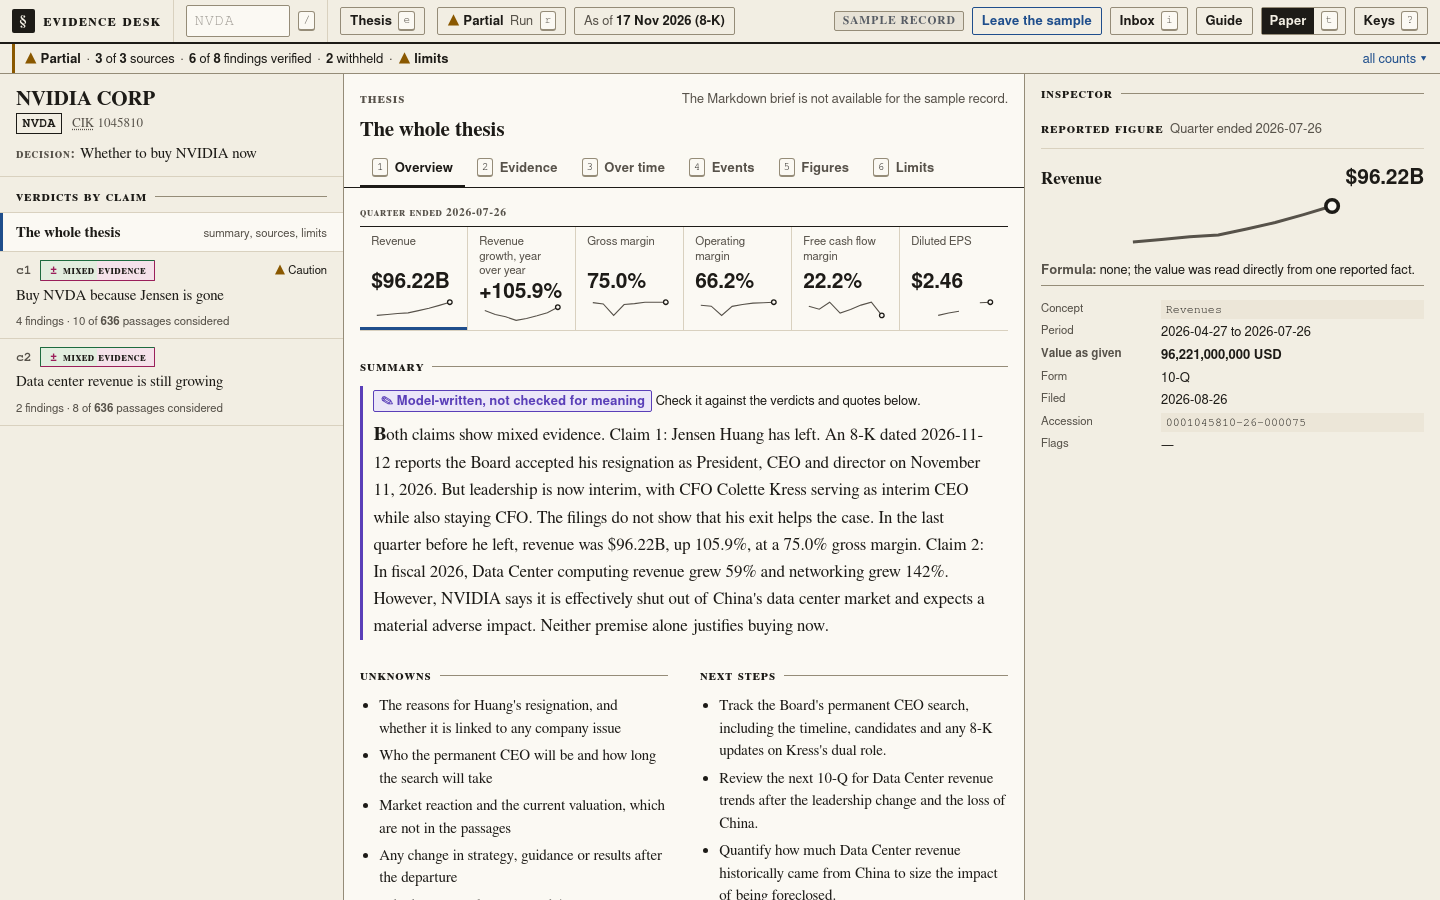 § EVIDENCE DESK
NVDA /
Thesis e
Partial Run r
As of 17 Nov 2026 (8-K)
SAMPLE RECORD
Leave the sample
Inbox i
Guide
Paper t
Keys ?
Partial · 3 of 3 sources · 6 of 8 findings verified · 2 withheld · limits
all counts ▾
NVIDIA CORP
NVDA CIK 1045810
DECISION: Whether to buy NVIDIA now
VERDICTS BY CLAIM
The whole thesis summary, sources, limits
c1 ± MIXED EVIDENCE Caution
Buy NVDA because Jensen is gone
4 findings · 10 of 636 passages considered
c2 ± MIXED EVIDENCE
Data center revenue is still growing
2 findings · 8 of 636 passages considered
THESIS
The Markdown brief is not available for the sample record.
The whole thesis
1 Overview
2 Evidence
3 Over time
4 Events
5 Figures
6 Limits
QUARTER ENDED 2026-07-26
Revenue
$96.22B
Revenue
growth, year
over year
+105.9%
Gross margin
75.0%
Operating
margin
66.2%
Free cash flow
margin
22.2%
Diluted EPS
$2.46
SUMMARY
✎ Model-written, not checked for meaning Check it against the verdicts and quotes below.
Both claims show mixed evidence. Claim 1: Jensen Huang has left. An 8-K dated 2026-11-
12 reports the Board accepted his resignation as President, CEO and director on November
11, 2026. But leadership is now interim, with CFO Colette Kress serving as interim CEO
while also staying CFO. The filings do not show that his exit helps the case. In the last
quarter before he left, revenue was $96.22B, up 105.9%, at a 75.0% gross margin. Claim 2:
In fiscal 2026, Data Center computing revenue grew 59% and networking grew 142%.
However, NVIDIA says it is effectively shut out of China's data center market and expects a
material adverse impact. Neither premise alone justifies buying now.
UNKNOWNS
• The reasons for Huang's resignation, and
whether it is linked to any company issue
• Who the permanent CEO will be and how long
the search will take
• Market reaction and the current valuation, which
are not in the passages
• Any change in strategy, guidance or results after
the departure
NEXT STEPS
• Track the Board's permanent CEO search,
including the timeline, candidates and any 8-K
updates on Kress's dual role.
• Review the next 10-Q for Data Center revenue
trends after the leadership change and the loss of
China.
• Quantify how much Data Center revenue
historically came from China to size the impact
of being foreclosed.
INSPECTOR
REPORTED FIGURE Quarter ended 2026-07-26
Revenue $96.22B
Formula: none; the value was read directly from one reported fact.
Concept Revenues
Period 2026-04-27 to 2026-07-26
Value as given 96,221,000,000 USD
Form 10-Q
Filed 2026-08-26
Accession 0001045810-26-000075
Flags —